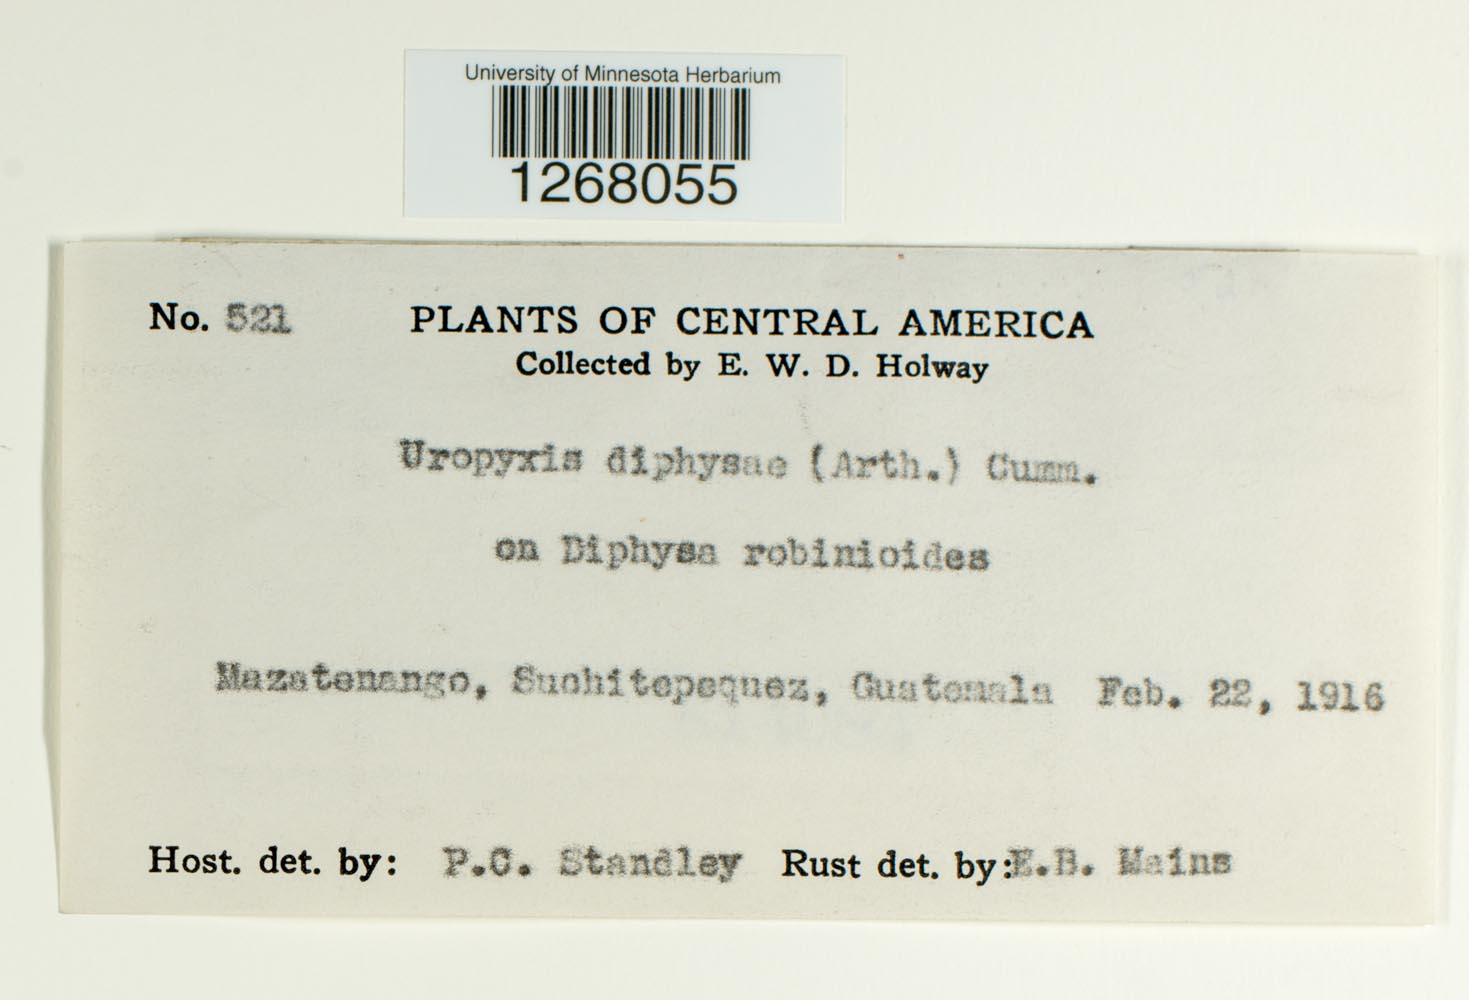 University of Minnesota Herbarium
1268055
No. 521 PLANTS OF CENTRAL AMERICA
Collected by E. W. D. Holway
Uropyxis diphysae (Arth.) Cumm.
on Diphysa robinioides
Mazatenango, Suchitepequez, Guatemala Feb. 22, 1916
Host. det. by: P.C. Standley Rust det. by:E.B. Mains